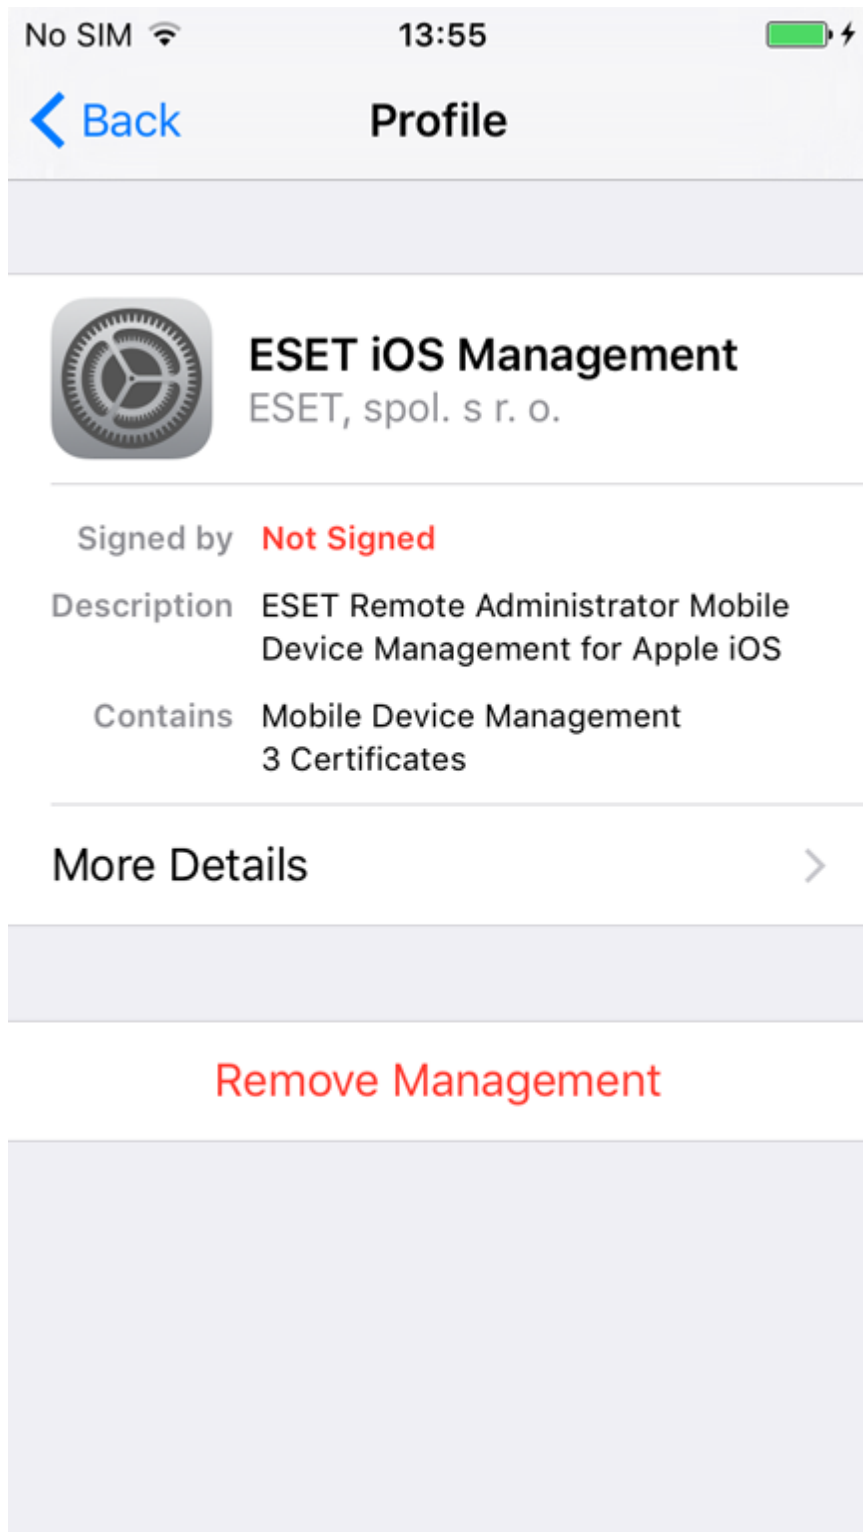 No SIM 13:55
Back Profile
ESET iOS Management
ESET, spol. s r. o.
Signed by Not Signed
Description ESET Remote Administrator Mobile
Device Management for Apple iOS
Contains Mobile Device Management
3 Certificates
More Details
Remove Management